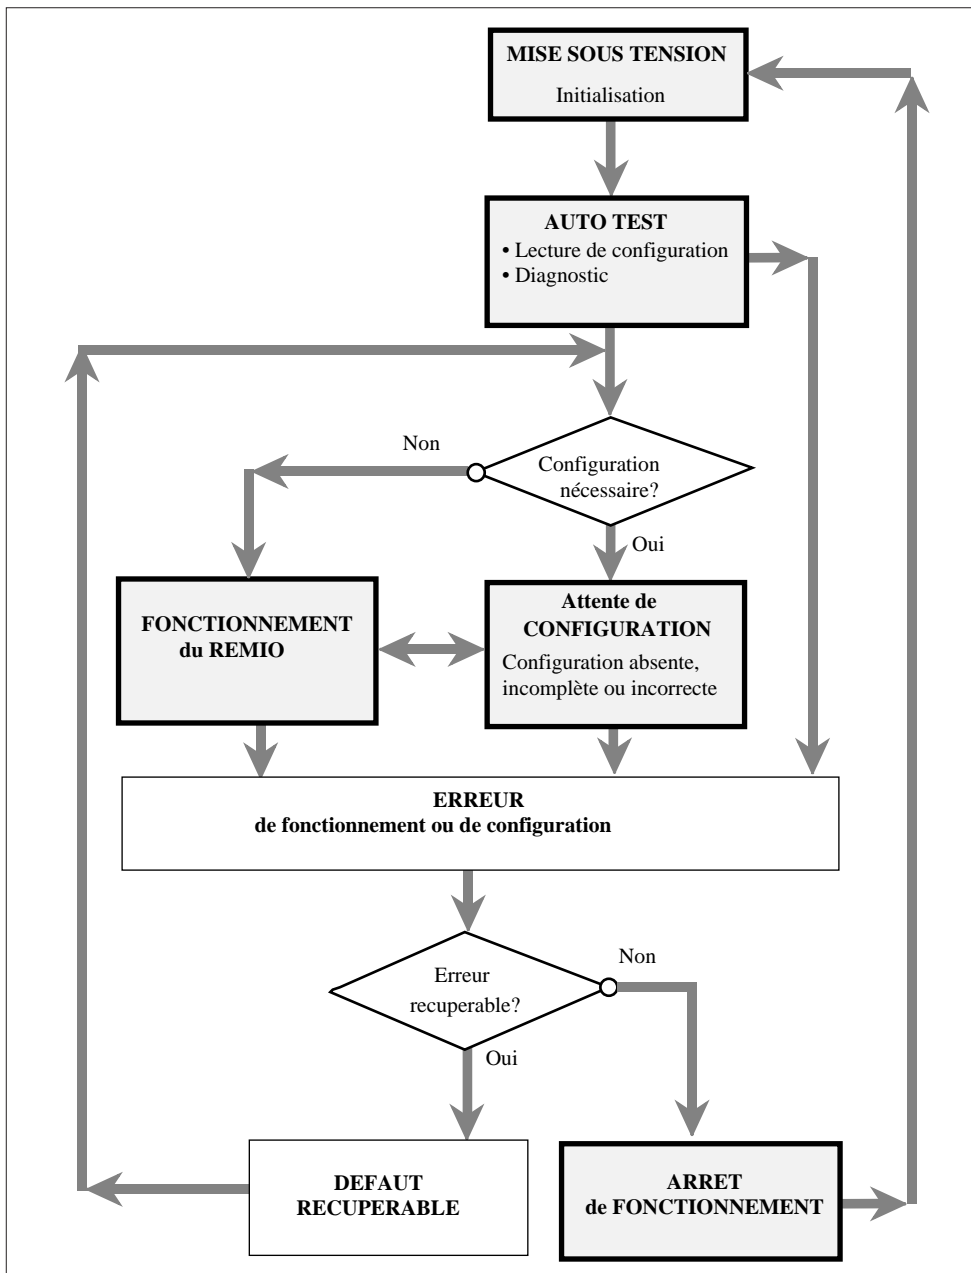 MISE SOUS TENSION
Initialisation
AUTO TEST
• Lecture de configuration
• Diagnostic
Non
Configuration
nécessaire?
Oui
FONCTIONNEMENT
du REMIO
Attente de
CONFIGURATION
Configuration absente,
incomplète ou incorrecte
ERREUR
de fonctionnement ou de configuration
Erreur
recuperable?
Non
Oui
DEFAUT
RECUPERABLE
ARRET
de FONCTIONNEMENT